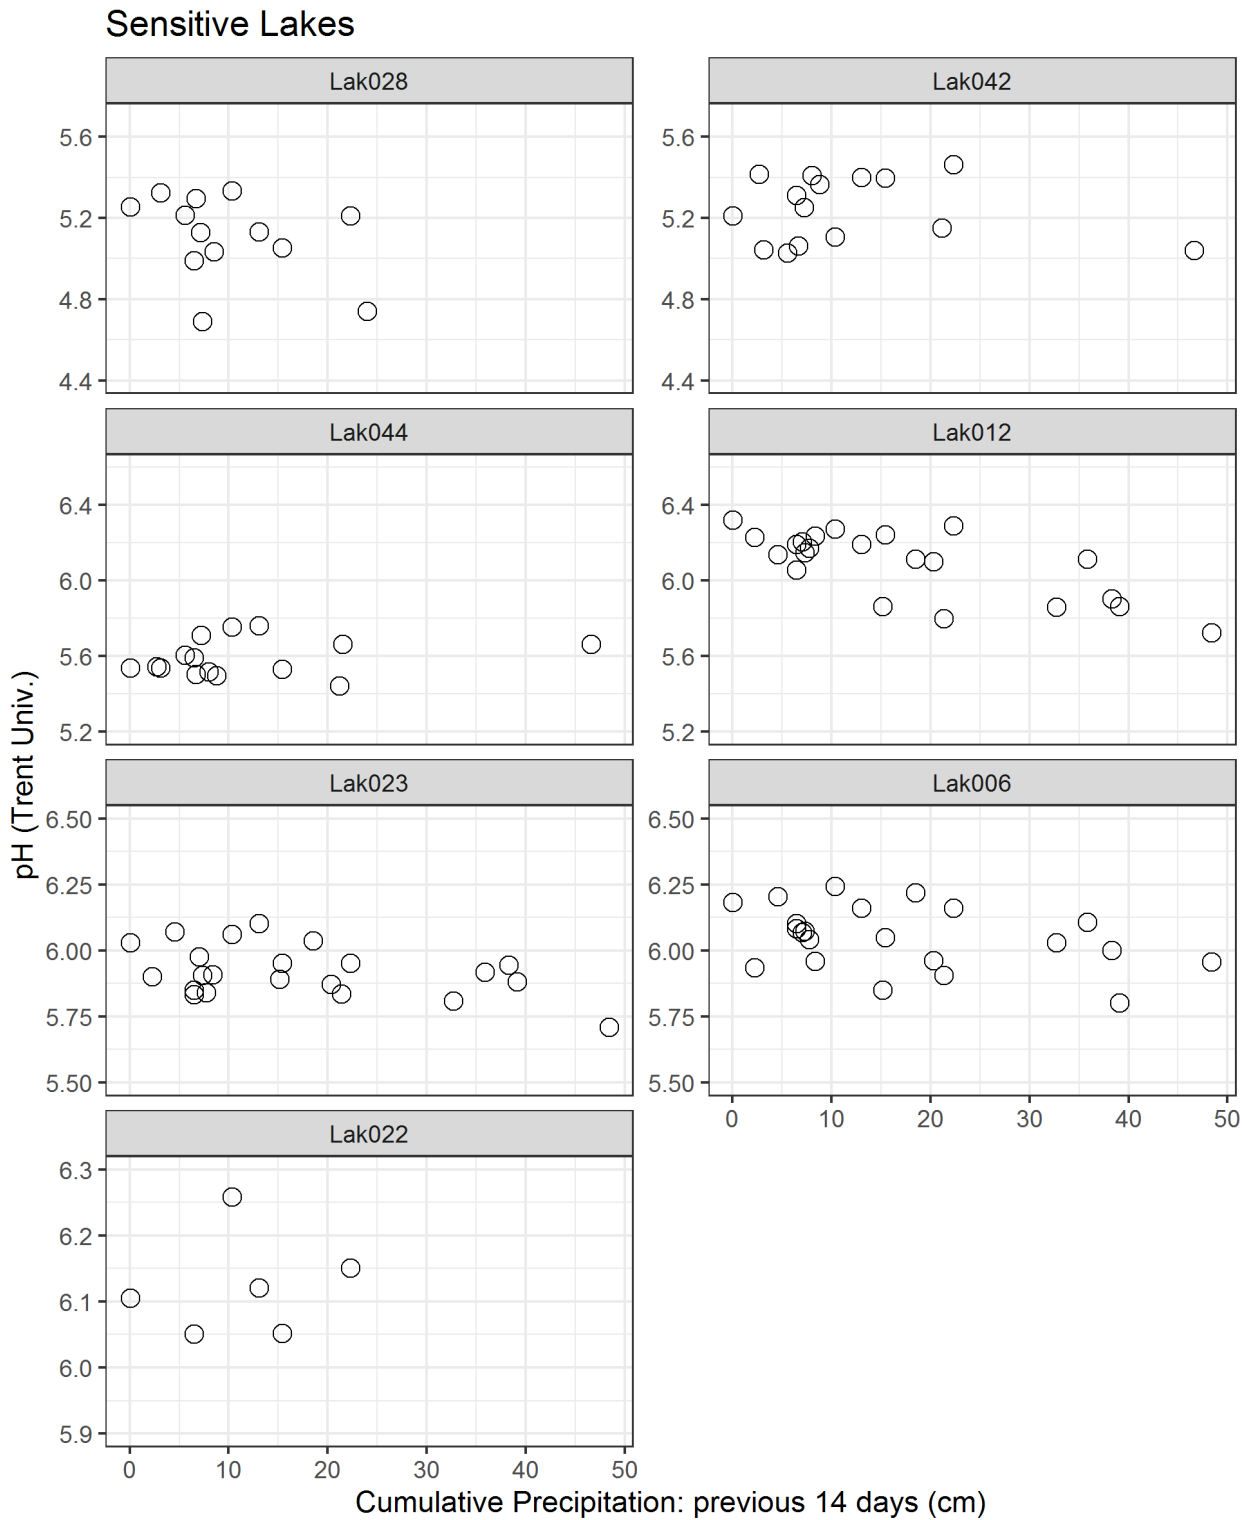 Sensitive Lakes
Lak028
Lak042
5.6
5.2
4.8
4.4
5.6
5.2
4.8
4.4
Lak044
Lak012
6.4
6.0
5.6
5.2
6.4
6.0
5.6
5.2
Lak023
Lak006
6.50
6.25
6.00
5.75
5.50
6.50
6.25
6.00
5.75
5.50
0 10 20 30 40 50
Lak022
6.3
6.2
6.1
6.0
5.9
0 10 20 30 40 50
pH (Trent Univ.)
Cumulative Precipitation: previous 14 days (cm)